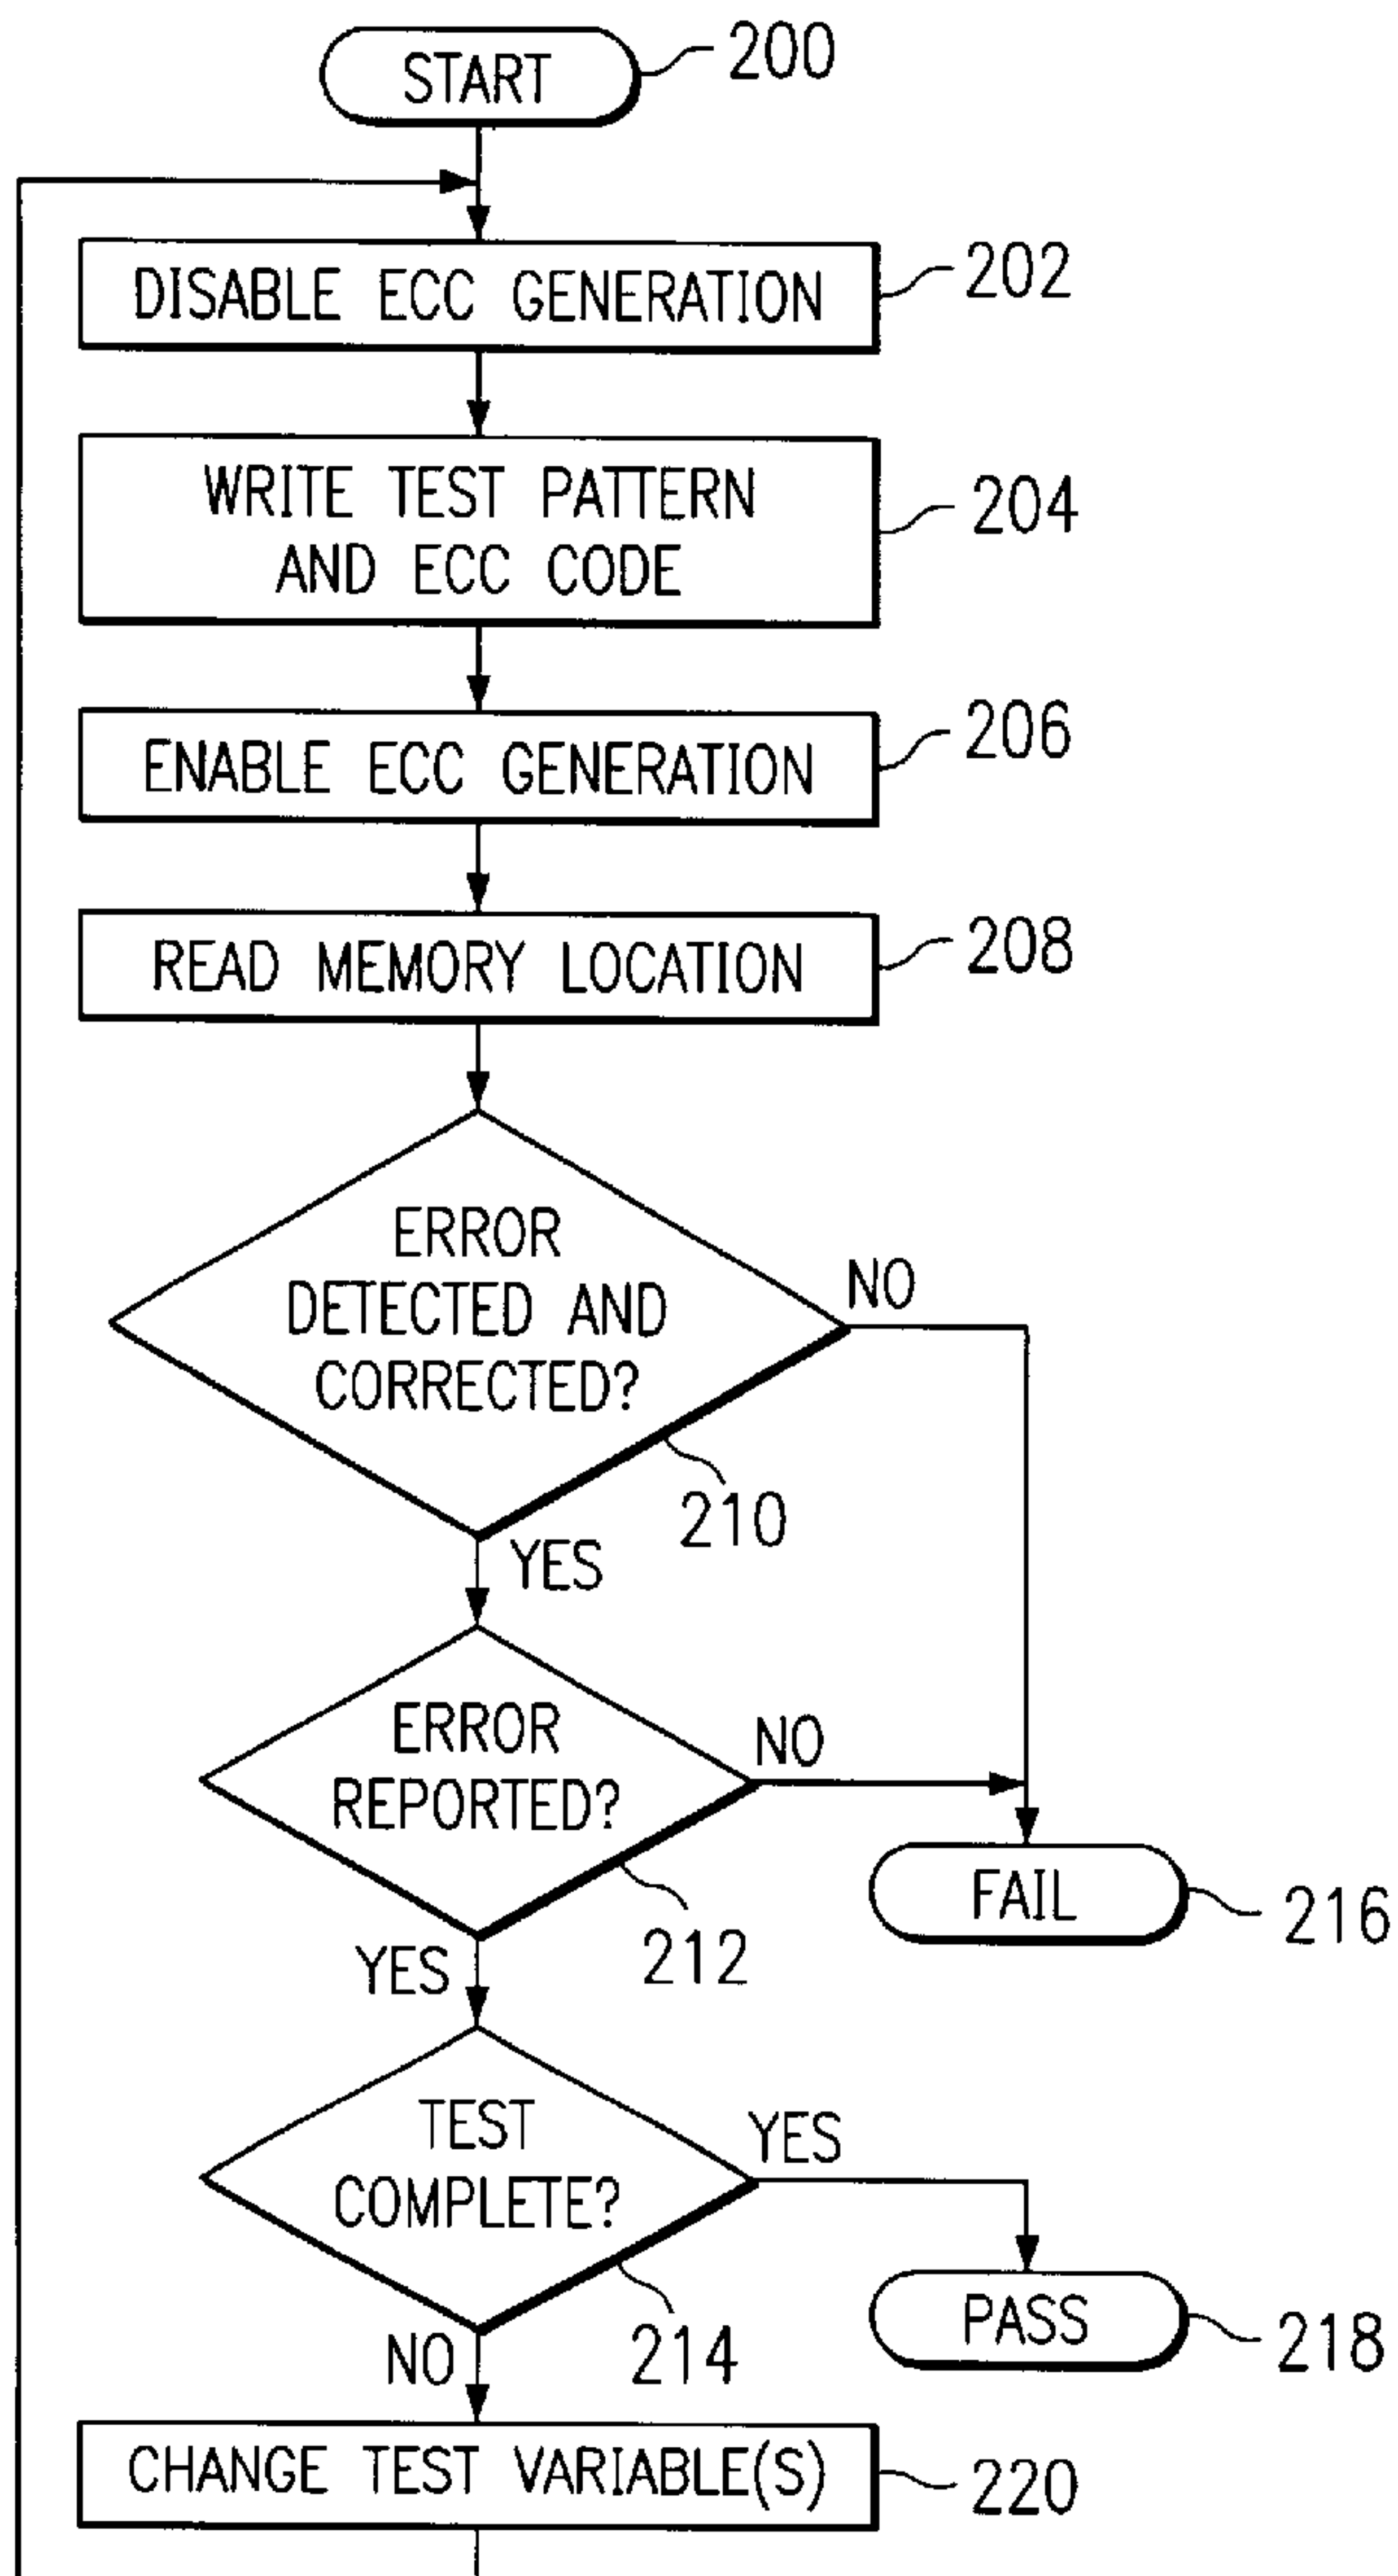 START
200
DISABLE ECC GENERATION
202
WRITE TEST PATTERN
AND ECC CODE
204
ENABLE ECC GENERATION
206
READ MEMORY LOCATION
208
ERROR
DETECTED AND
CORRECTED?
NO
210
YES
ERROR
REPORTED?
NO
212
FAIL
216
YES
TEST
COMPLETE?
YES
214
PASS
218
NO
CHANGE TEST VARIABLE(S)
220